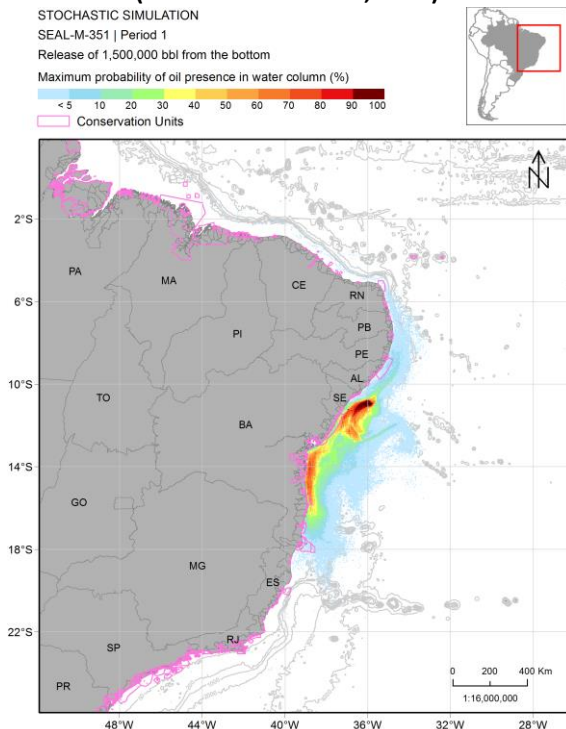 STOCHASTIC SIMULATION
SEAL-M-351 | Period 1
Release of 1,500,000 bbl from the bottom
Maximum probability of oil presence in water column (%)
< 5 10 20 30 40 50 60 70 80 90 100
Conservation Units
N
2°S
PA
MA
CE
RN
6°S
PB
PI
PE
AL
10°S
SE
TO
BA
14°S
GO
18°S
MG
ES
22°S
RJ
SP
0 200 400 Km
PR
1:16,000,000
48°W 44°W 40°W 36°W 32°W 28°W